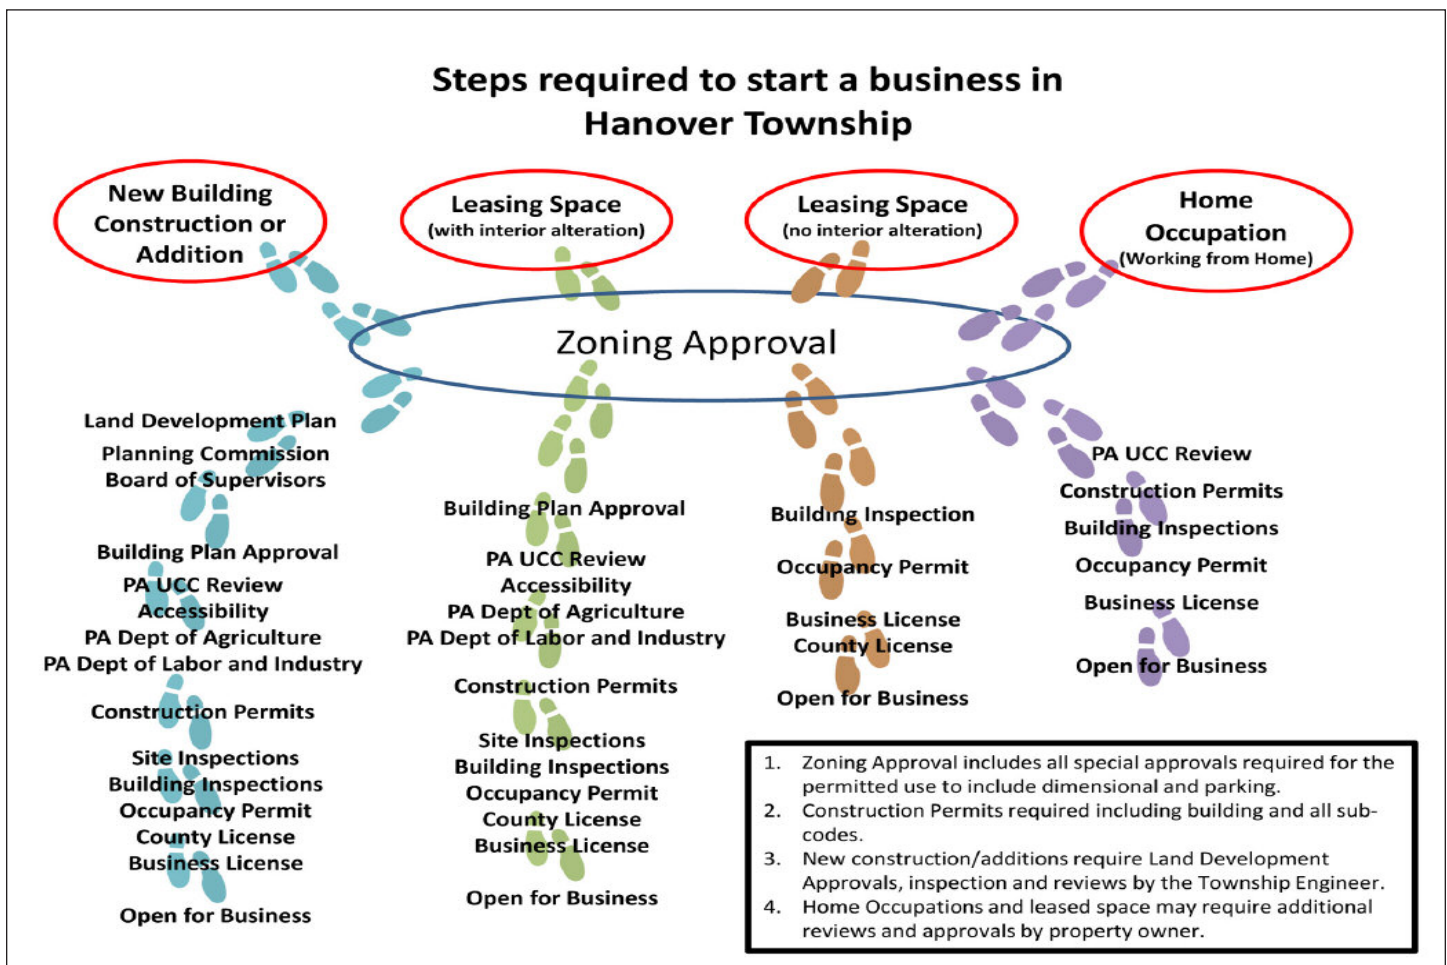 Steps required to start a business in
Hanover Township
New Building
Construction or
Addition
Leasing Space
(with interior alteration)
Leasing Space
(no interior alteration)
Home
Occupation
(Working from Home)
Zoning Approval
Land Development Plan
Planning Commission
Board of Supervisors
Building Plan Approval
PA UCC Review
Accessibility
PA Dept of Agriculture
PA Dept of Labor and Industry
Construction Permits
Site Inspections
Building Inspections
Occupancy Permit
County License
Business License
Open for Business
Building Plan Approval
PA UCC Review
Accessibility
PA Dept of Agriculture
PA Dept of Labor and Industry
Construction Permits
Site Inspections
Building Inspections
Occupancy Permit
County License
Business License
Open for Business
Building Inspection
Occupancy Permit
Business License
County License
Open for Business
PA UCC Review
Construction Permits
Building Inspections
Occupancy Permit
Business License
Open for Business
1. Zoning Approval includes all special approvals required for the
permitted use to include dimensional and parking.
2. Construction Permits required including building and all sub-
codes.
3. New construction/additions require Land Development
Approvals, inspection and reviews by the Township Engineer.
4. Home Occupations and leased space may require additional
reviews and approvals by property owner.